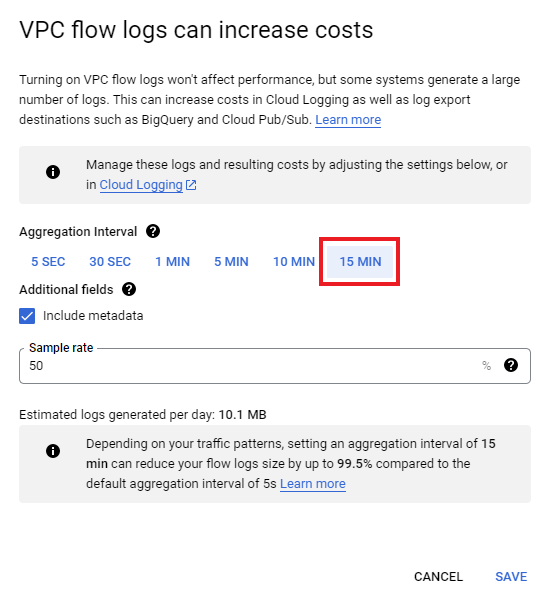 VPC flow logs can increase costs
Turning on VPC flow logs won't affect performance, but some systems generate a large
number of logs. This can increase costs in Cloud Logging as well as log export
destinations such as BigQuery and Cloud Pub/Sub. Learn more
Manage these logs and resulting costs by adjusting the settings below, or
in Cloud Logging
Aggregation Interval
5 SEC 30 SEC 1 MIN 5 MIN 10 MIN 15 MIN
Additional fields
Include metadata
Sample rate
50 %
Estimated logs generated per day: 10.1 MB
Depending on your traffic patterns, setting an aggregation interval of 15
min can reduce your flow logs size by up to 99.5% compared to the
default aggregation interval of 5s Learn more
CANCEL SAVE